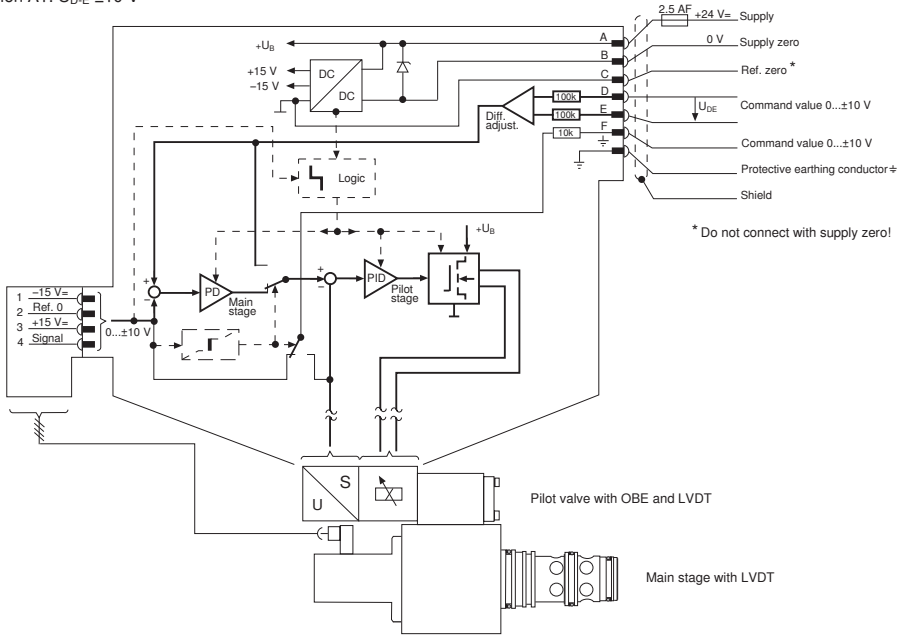 2.5 AF
+24 V=
Supply
A
+UB
B
0 V
Supply zero
+15 V
DC
C
Ref. zero *
−15 V
DC
D
100k
UDE
Command value 0...±10 V
Diff.
adjust.
E
100k
F
10k
Command value 0...±10 V
Logic
Protective earthing conductor
Shield
+UB
* Do not connect with supply zero!
+
−
PD
Main
stage
+
−
PID
Pilot
stage
1 −15 V=
2 Ref. 0
3 +15 V=
4 Signal
0...±10 V
S
U
Pilot valve with OBE and LVDT
Main stage with LVDT